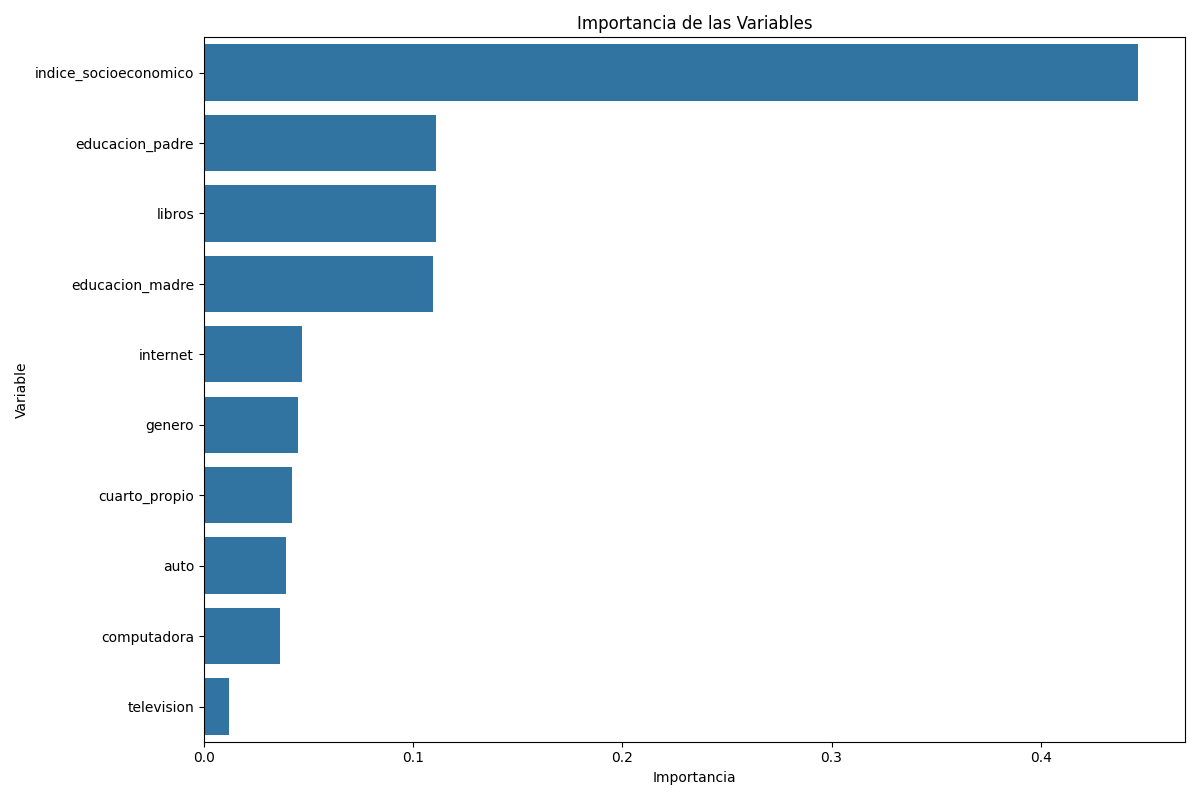 Importancia de las Variables
indice_socioeconomico
educacion_padre
libros
educacion_madre
internet
genero
cuarto_propio
auto
computadora
television
Variable
0.0 0.1 0.2 0.3 0.4
Importancia